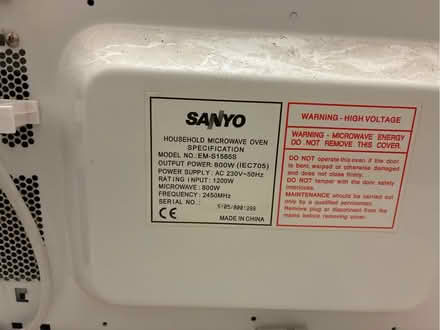 SANYO
HOUSEHOLD MICROWAVE OVEN
SPECIFICATION
MODEL NO.: EM-S1565S
OUTPUT POWER: 800W (IEC705)
POWER SUPPLY: AC 230V~50Hz
RATING INPUT: 1200W
MICROWAVE: 800W
FREQUENCY: 2450MHz
SERIAL NO.:
CE
MADE IN CHINA
WARNING - HIGH VOLTAGE
WARNING - MICROWAVE ENERGY
DO NOT REMOVE THIS COVER.
DO NOT operate this oven, if the door
is bent, warped or otherwise damaged
and does not close firmly.
DO NOT tamper with the door safety
interlocks.
MAINTENANCE should be carried out
only by a qualified serviceman.
Remove plug or disconnect from the
mains before removing cover.